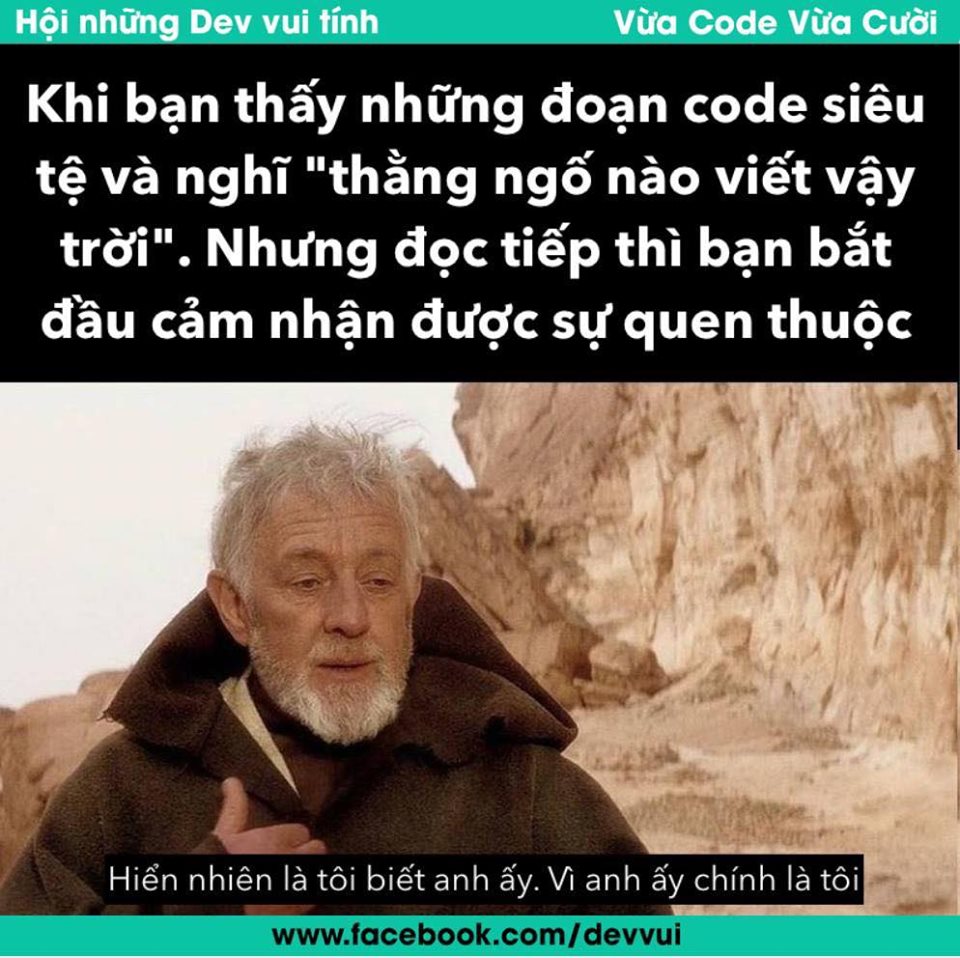 Hội những Dev vui tính
Vừa Code Vừa Cười
Khi bạn thấy những đoạn code siêu
tệ và nghĩ "thằng ngố nào viết vậy
trời". Nhưng đọc tiếp thì bạn bắt
đầu cảm nhận được sự quen thuộc
Hiển nhiên là tôi biết anh ấy. Vì anh ấy chính là tôi
www.facebook.com/devvui